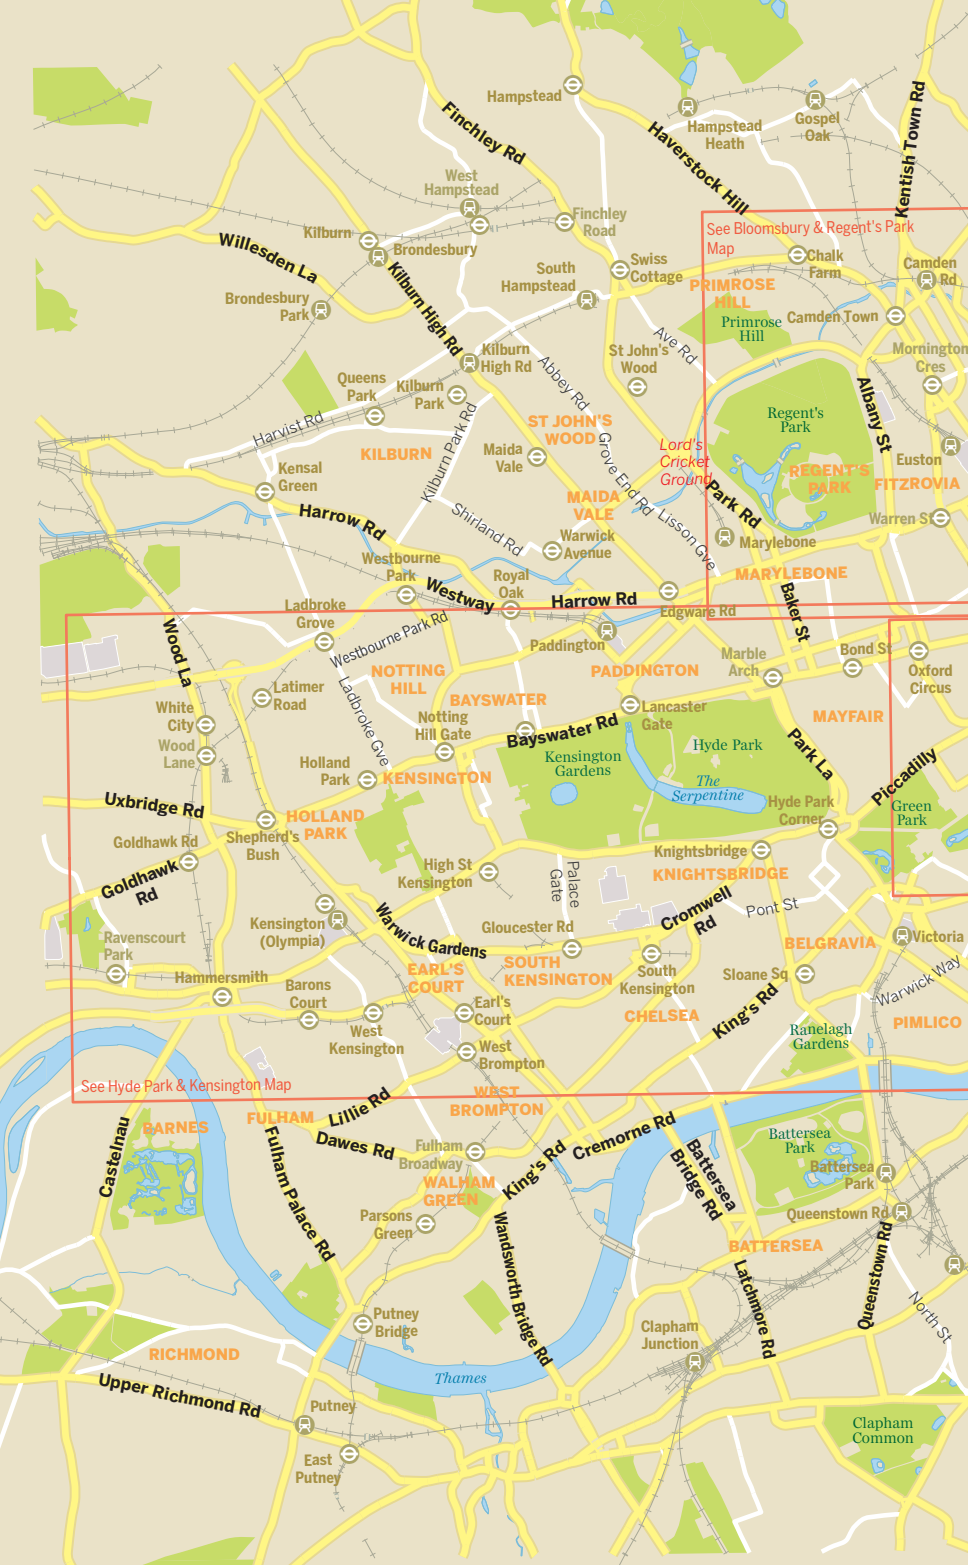 Hampstead
Hampstead
Heath
Gospel
Oak
Kentish Town Rd
Finchley Rd
Haverstock Hill
West
Hampstead
Finchley
Road
Kilburn
Brondesbury
Willesden La
See Bloomsbury & Regent's Park
Map
Chalk
Farm
Camden
Rd
Swiss
Cottage
South
Hampstead
PRIMROSE
HILL
Primrose
Hill
Camden Town
Brondesbury
Park
Kilburn High Rd
Kilburn
High Rd
St John's
Wood
Ave Rd
Mornington
Cres
Abbey Rd
Queens
Park
Kilburn
Park
Albany St
Regent's
Park
Harvist Rd
Kilburn Park Rd
ST JOHN'S
WOOD
Grove End Rd
Lord's
Cricket
Ground
Euston
KILBURN
Maida
Vale
REGENT'S
PARK
FITZROVIA
Kensal
Green
MAIDA
VALE
Park Rd
Warren St
Harrow Rd
Shirland Rd
Lisson Gve
Warwick
Avenue
Marylebone
Westbourne
Park
Royal
Oak
MARYLEBONE
Westway
Harrow Rd
Edgware Rd
Baker St
Ladbroke
Grove
Westbourne Park Rd
Paddington
Wood La
Marble
Arch
Bond St
Oxford
Circus
NOTTING
HILL
PADDINGTON
Latimer
Road
Ladbroke Gve
BAYSWATER
Lancaster
Gate
White
City
Notting
Hill Gate
Bayswater Rd
MAYFAIR
Wood
Lane
Hyde Park
Kensington
Gardens
Park La
Holland
Park
KENSINGTON
The
Serpentine
Piccadilly
Uxbridge Rd
HOLLAND
PARK
Hyde Park
Corner
Green
Park
Goldhawk Rd
Shepherd's
Bush
Knightsbridge
Goldhawk
Rd
High St
Kensington
Palace
Gate
KNIGHTSBRIDGE
Kensington
(Olympia)
Warwick Gardens
Cromwell
Rd
Pont St
Gloucester Rd
Ravenscourt
Park
BELGRAVIA
Victoria
EARL'S
COURT
SOUTH
KENSINGTON
South
Kensington
Sloane Sq
Warwick Way
Hammersmith
Barons
Court
Earl's
Court
CHELSEA
King's Rd
PIMLICO
West
Kensington
West
Brompton
Ranelagh
Gardens
See Hyde Park & Kensington Map
WEST
BROMPTON
Lillie Rd
FULHAM
BARNES
Castelnau
Dawes Rd
Fulham
Broadway
King's Rd
Cremorne Rd
Battersea
Bridge Rd
Battersea
Park
Fulham Palace Rd
WALHAM
GREEN
Battersea
Park
Parsons
Green
Queenstown Rd
Wandsworth Bridge Rd
BATTERSEA
Latchmore Rd
Queenstown Rd
North St
Putney
Bridge
Clapham
Junction
RICHMOND
Thames
Upper Richmond Rd
Putney
East
Putney
Clapham
Common